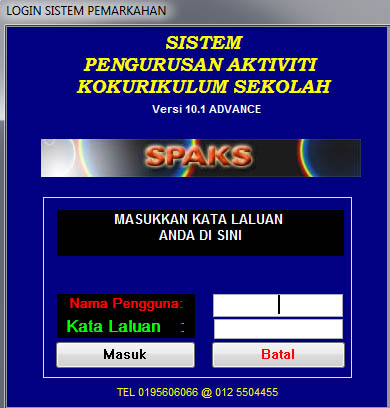 LOGIN SISTEM PEMARKAHAN
SISTEM
PENGURUSAN AKTIVITI
KOKURIKULUM SEKOLAH
Versi 10.1 ADVANCE
SPAKS
MASUKKAN KATA LALUAN
ANDA DI SINI
Nama Pengguna:
Kata Laluan :
Masuk Batal
TEL 0195606066 @ 012 5504455